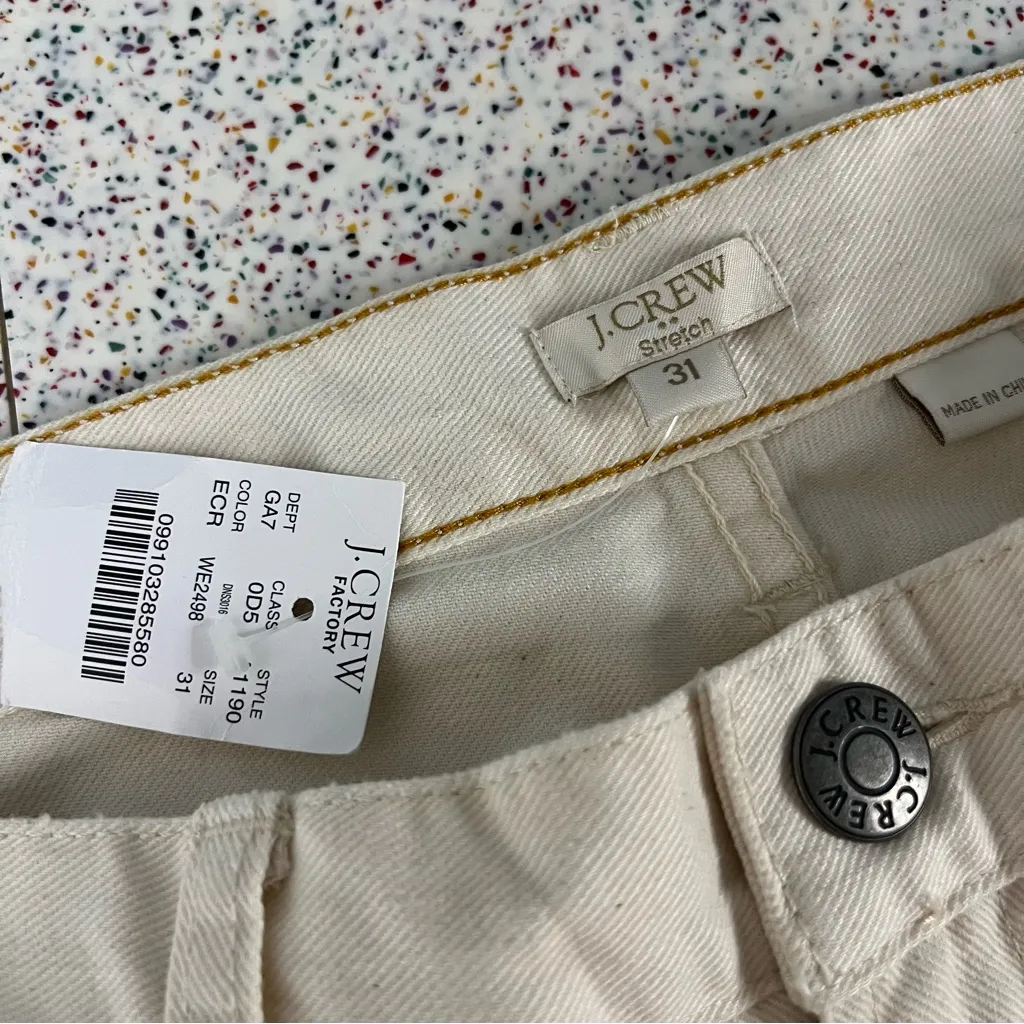 J.CREW
Stretch
31
MADE IN CHI
J.CREW
FACTORY
DEPT CLASS STYLE
GA7 0D5 1190
COLOR DNS3016 SIZE
ECR WE2498 31
099103285580
J.CREW J.CREW